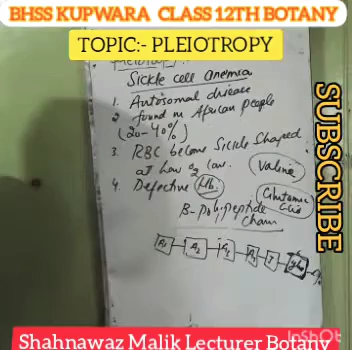 BHSS KUPWARA CLASS 12TH BOTANY
TOPIC:- PLEIOTROPY
Sickle cell anemia
1. Autosomal disease
2 found in African people
(20-40%)
3. RBC become Sickle Shaped
at low O2 law.
Valine
4. Defective Hb.
Glutamic
B-polypeptide
chain
SUBSCRIBE
InShOt
Shahnawaz Malik Lecturer Botany